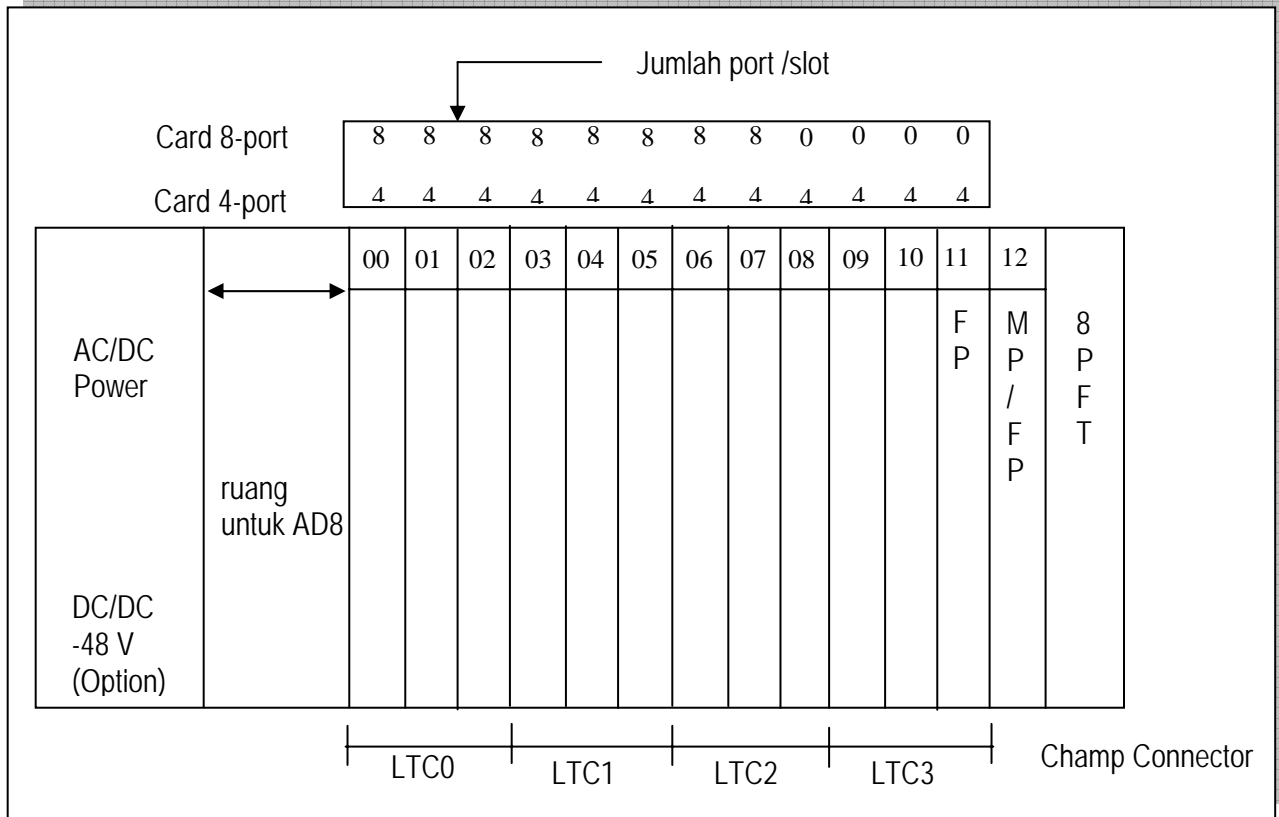 Jumlah port /slot
Card 8-port 8 8 8 8 8 8 8 8 0 0 0 0
Card 4-port 4 4 4 4 4 4 4 4 4 4 4 4
00 01 02 03 04 05 06 07 08 09 10 11 12
AC/DC
Power
ruang
untuk AD8
DC/DC
-48 V
(Option)
F
P
M
P
/
F
P
8
P
F
T
LTC0 LTC1 LTC2 LTC3 Champ Connector